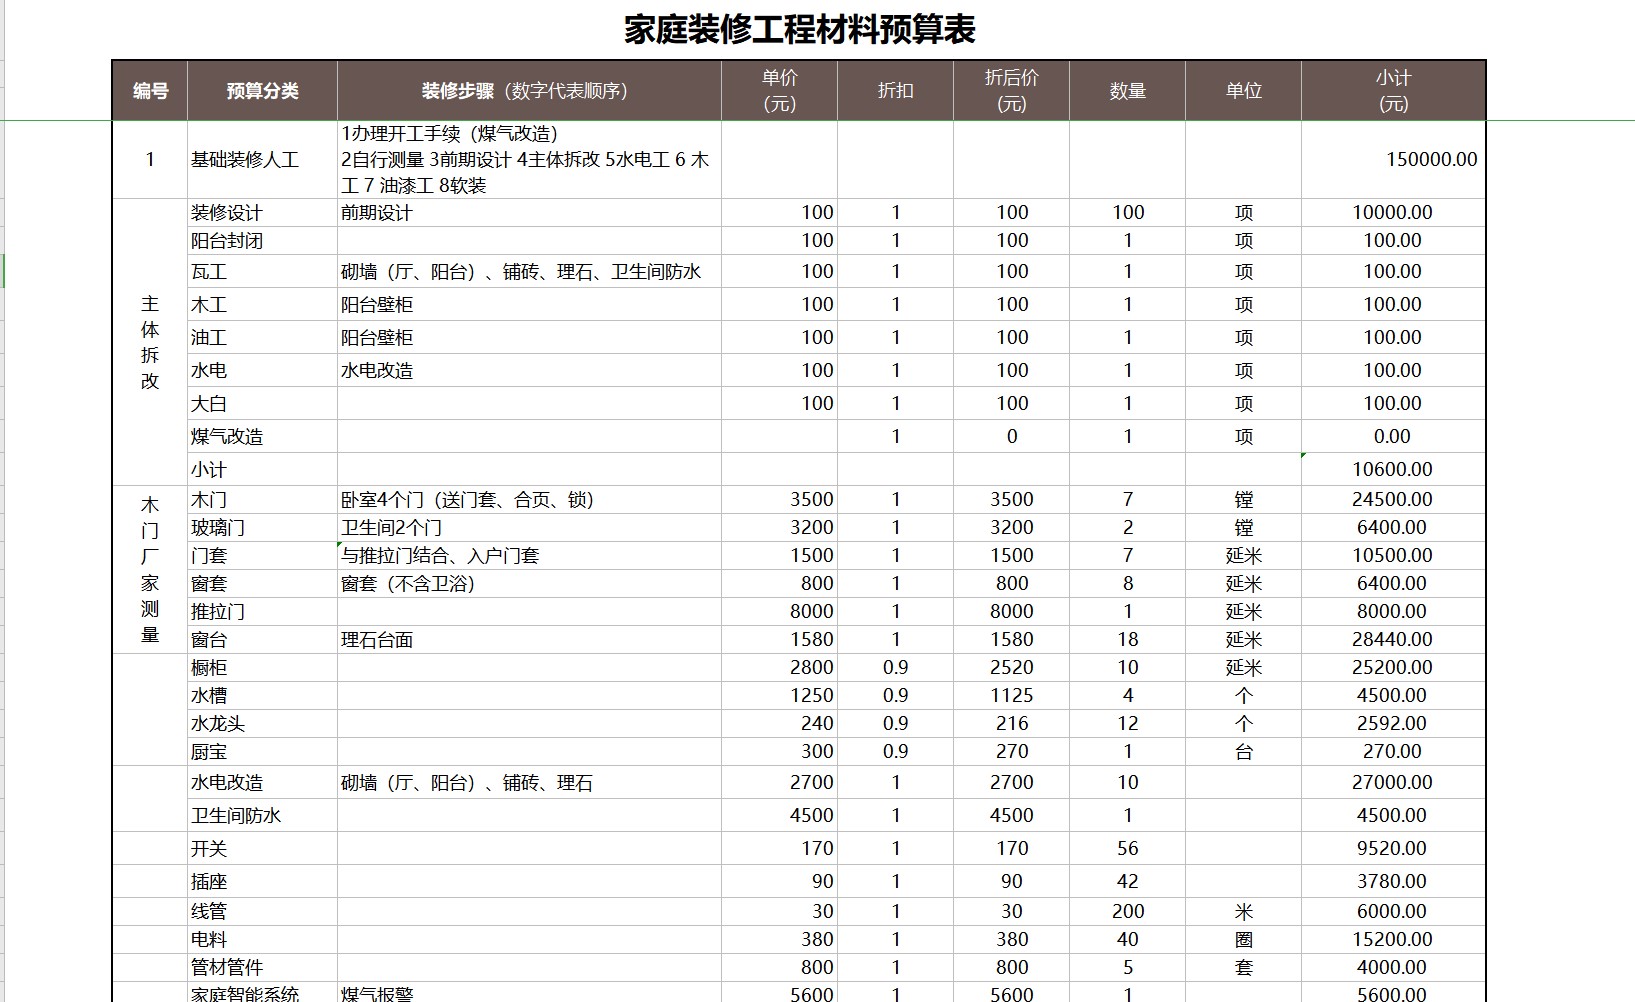 家庭装修工程材料预算表
编号 预算分类 装修步骤（数字代表顺序） 单价（元） 折扣 折后价（元） 数量 单位 小计（元）
1 基础装修人工 1办理开工手续（煤气改造）
2自行测量 3前期设计 4主体拆改 5水电工 6 木
工 7 油漆工 8软装 150000.00
主体拆改
装修设计 前期设计 100 1 100 100 项 10000.00
阳台封闭 100 1 100 1 项 100.00
瓦工 砌墙（厅、阳台）、铺砖、理石、卫生间防水 100 1 100 1 项 100.00
木工 阳台壁柜 100 1 100 1 项 100.00
油工 阳台壁柜 100 1 100 1 项 100.00
水电 水电改造 100 1 100 1 项 100.00
大白 100 1 100 1 项 100.00
煤气改造 1 0 1 项 0.00
小计 10600.00
木门厂家测量
木门 卧室4个门（送门套、合页、锁） 3500 1 3500 7 镗 24500.00
玻璃门 卫生间2个门 3200 1 3200 2 镗 6400.00
门套 与推拉门结合、入户门套 1500 1 1500 7 延米 10500.00
窗套 窗套（不含卫浴） 800 1 800 8 延米 6400.00
推拉门 8000 1 8000 1 延米 8000.00
窗台 理石台面 1580 1 1580 18 延米 28440.00
橱柜 2800 0.9 2520 10 延米 25200.00
水槽 1250 0.9 1125 4 个 4500.00
水龙头 240 0.9 216 12 个 2592.00
厨宝 300 0.9 270 1 台 270.00
水电改造 砌墙（厅、阳台）、铺砖、理石 2700 1 2700 10 27000.00
卫生间防水 4500 1 4500 1 4500.00
开关 170 1 170 56 9520.00
插座 90 1 90 42 3780.00
线管 30 1 30 200 米 6000.00
电料 380 1 380 40 圈 15200.00
管材管件 800 1 800 5 套 4000.00
家庭智能系统 煤气报警 5600 1 5600 1 5600.00